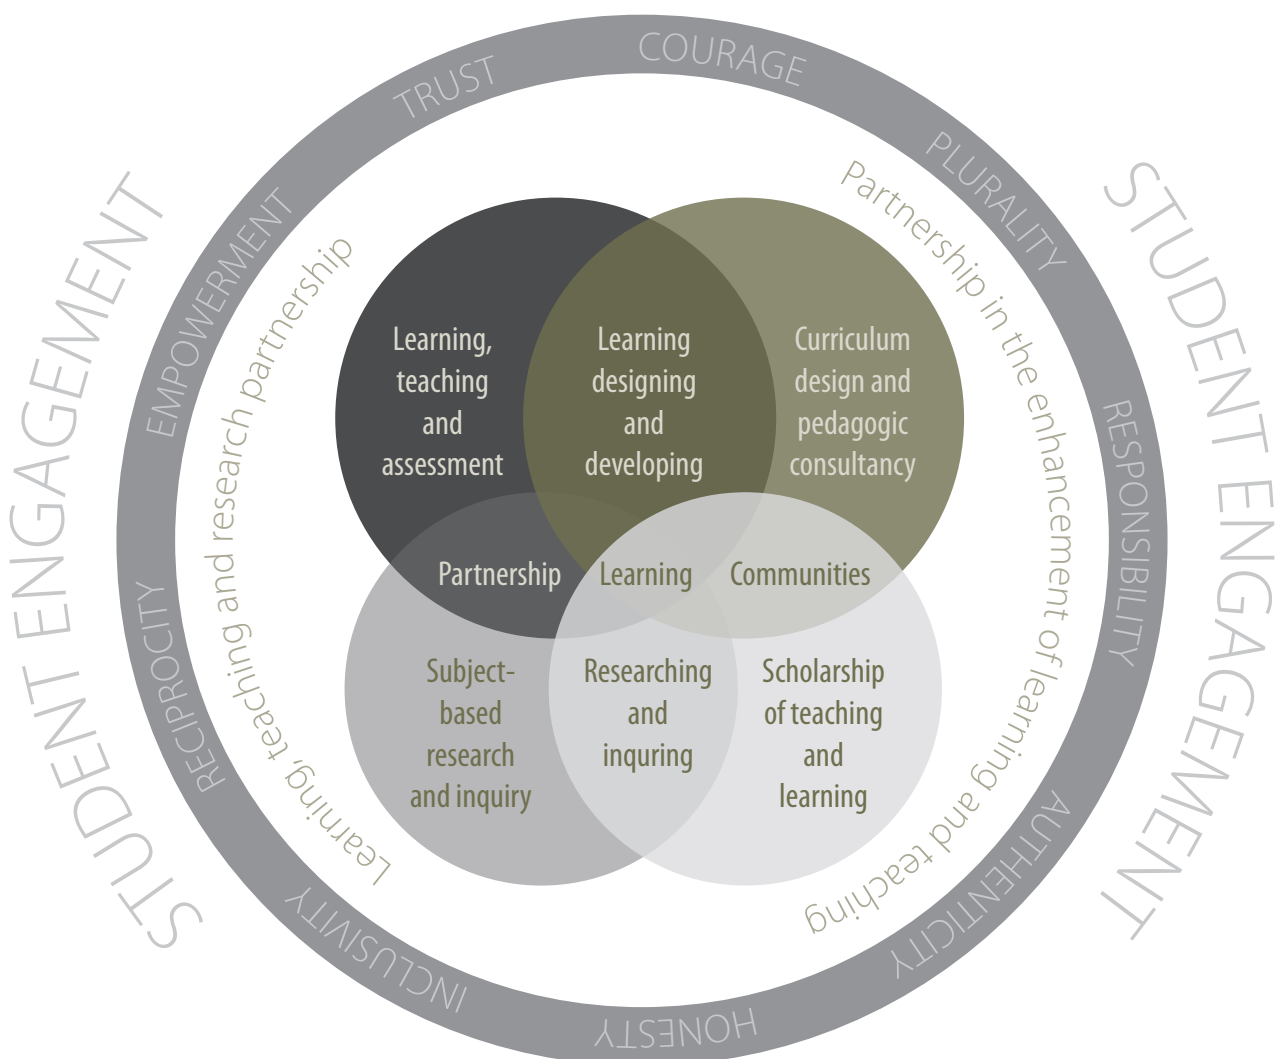 STUDENT ENGAGEMENT
STUDENT ENGAGEMENT
TRUST
COURAGE
PLURALITY
RESPONSIBILITY
AUTHENTICITY
HONESTY
INCLUSIVITY
RECIPROCITY
EMPOWERMENT
Learning, teaching and research partnership
Partnership in the enhancement of learning and teaching
Learning,
teaching
and
assessment
Learning
designing
and
developing
Curriculum
design and
pedagogic
consultancy
Partnership
Learning
Communities
Subject-
based
research
and inquiry
Researching
and
inquring
Scholarship
of teaching
and
learning